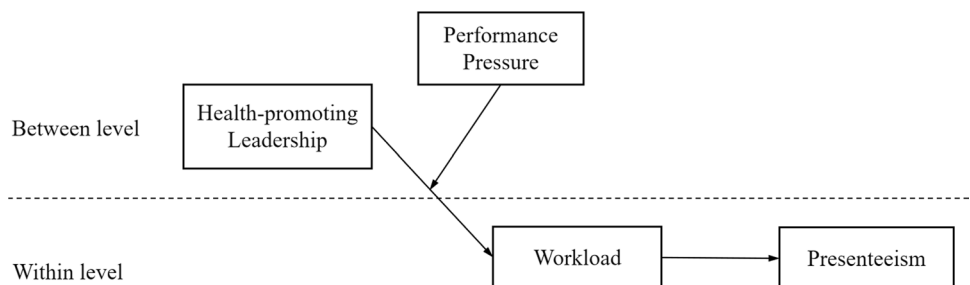 Performance
Pressure
Health-promoting
Leadership
Between level
Workload
Presenteeism
Within level